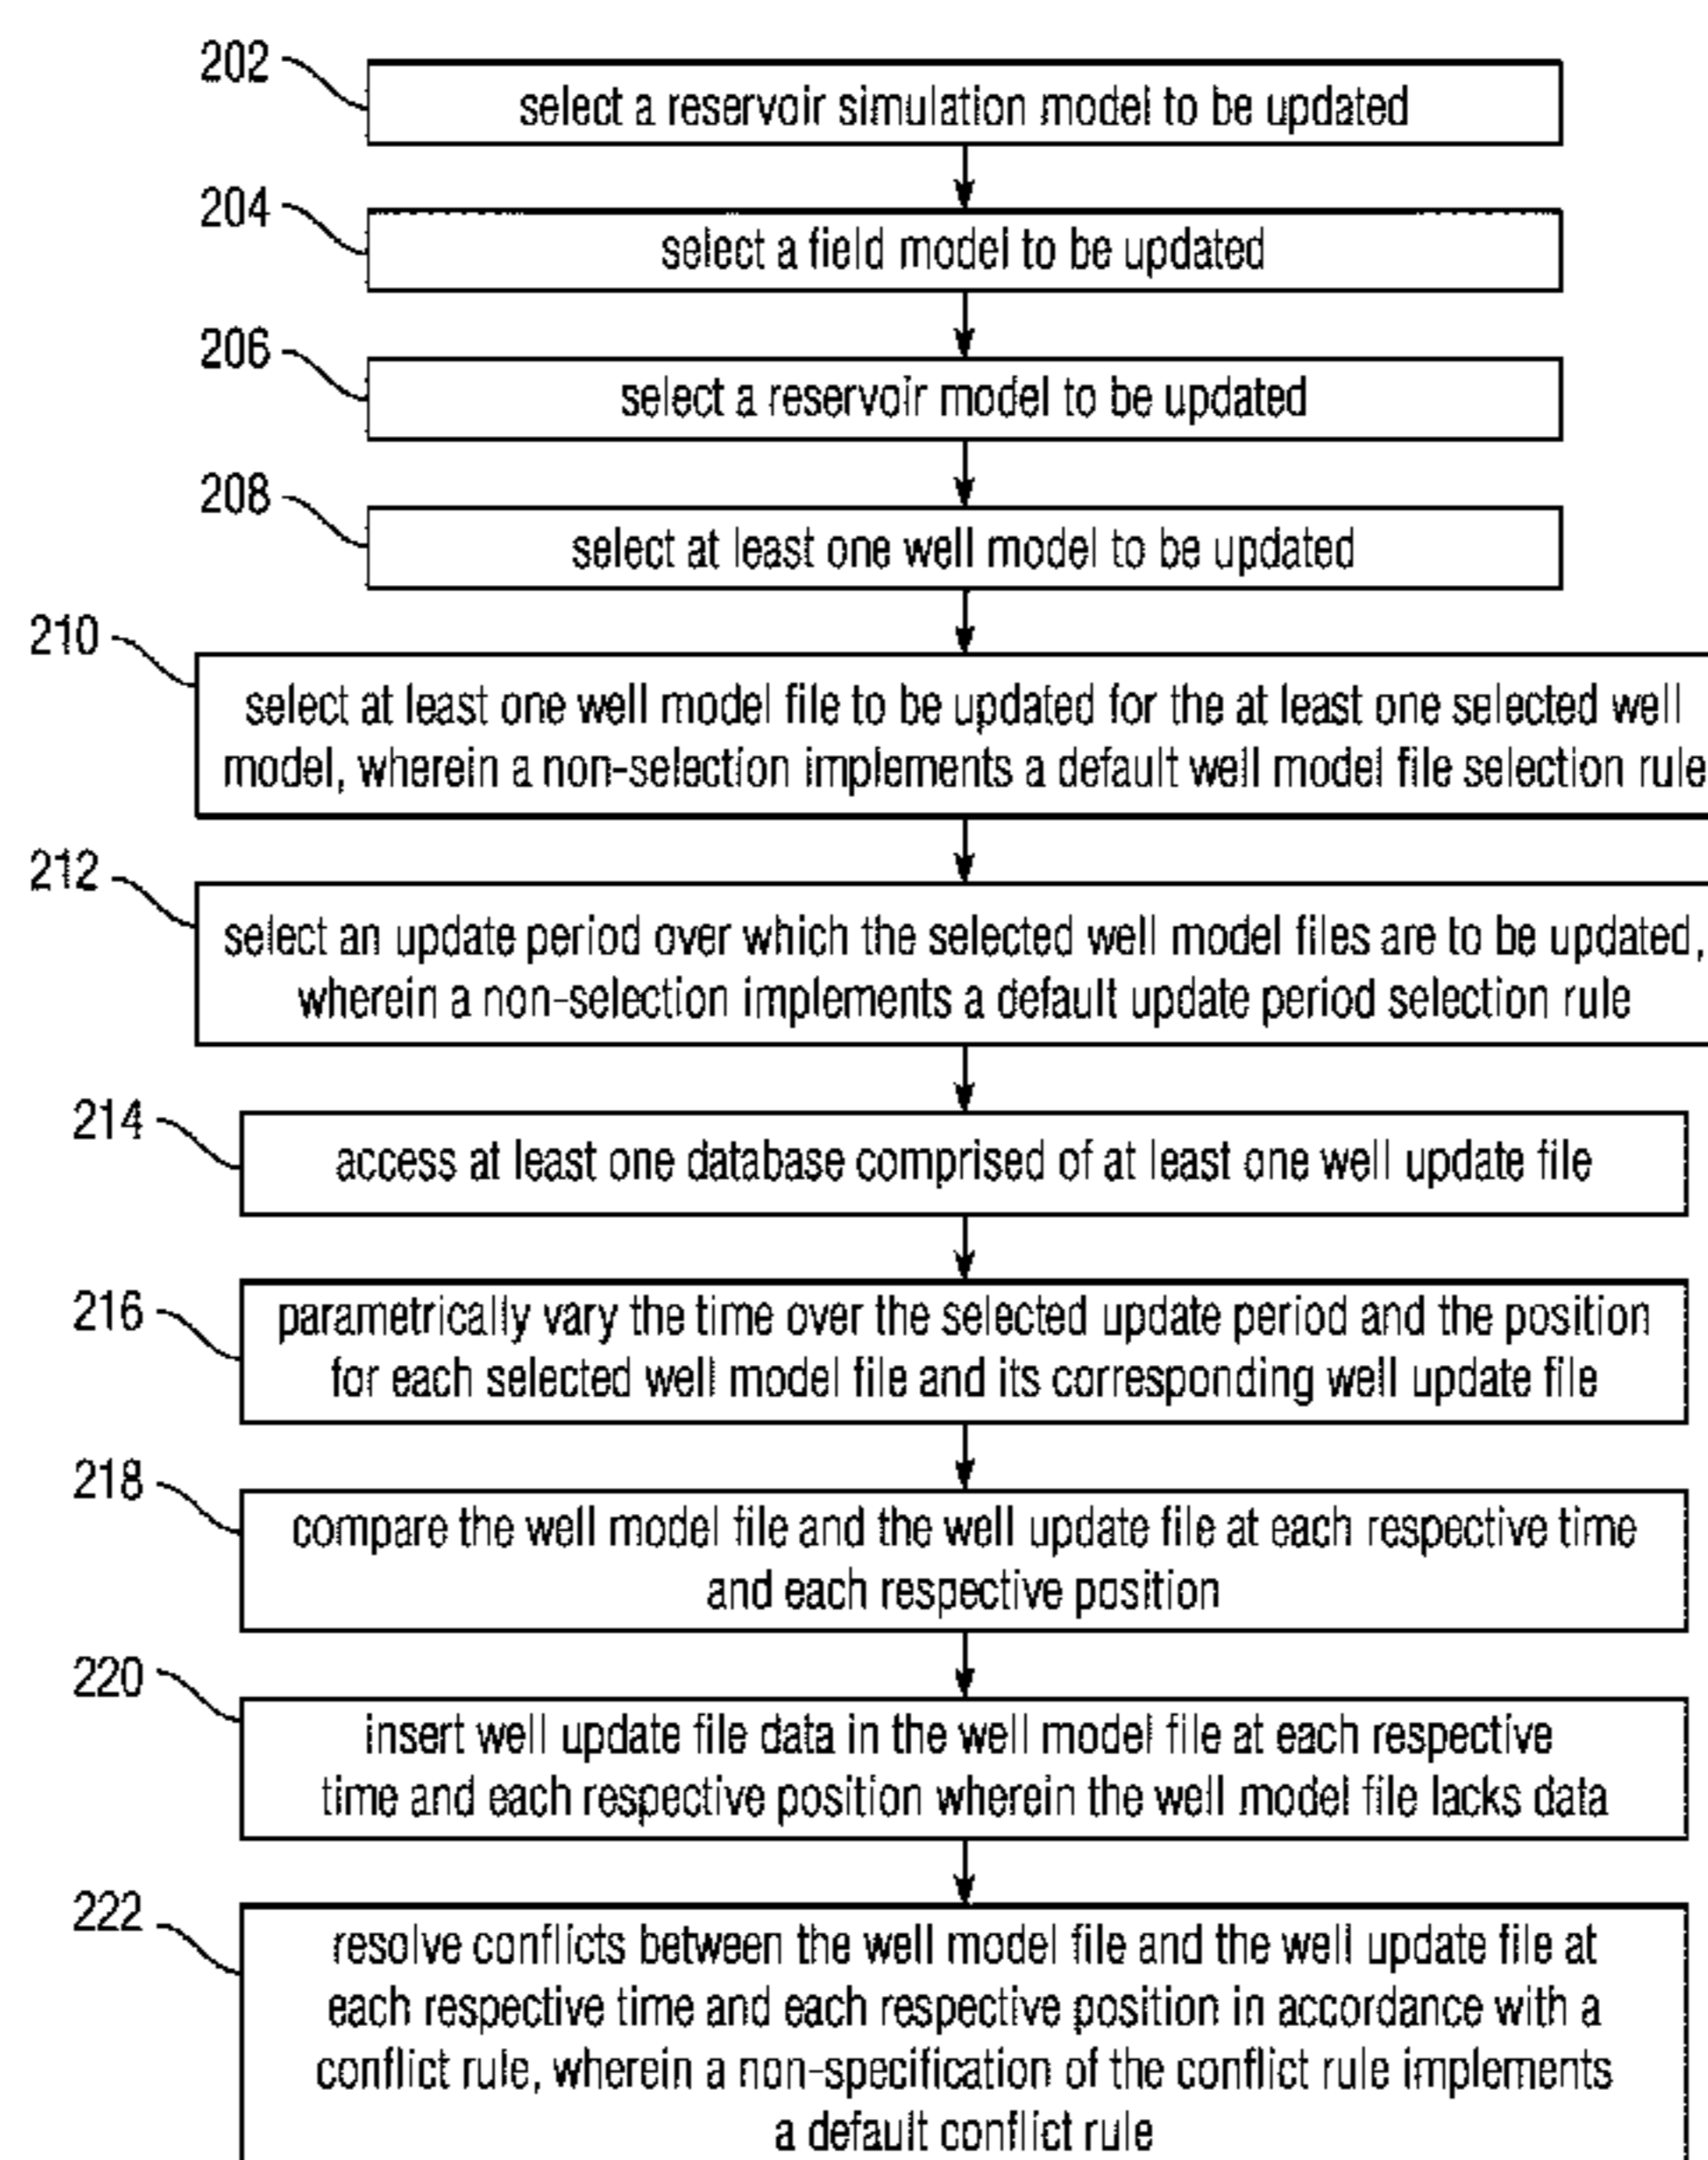 202
select a reservoir simulation model to be updated
204
select a field model to be updated
206
select a reservoir model to be updated
208
select at least one well model to be updated
210
select at least one well model file to be updated for the at least one selected well
model, wherein a non-selection implements a default well model file selection rule
212
select an update period over which the selected well model files are to be updated,
wherein a non-selection implements a default update period selection rule
214
access at least one database comprised of at least one well update file
216
parametrically vary the time over the selected update period and the position
for each selected well model file and its corresponding well update file
218
compare the well model file and the well update file at each respective time
and each respective position
220
insert well update file data in the well model file at each respective
time and each respective position wherein the well model file lacks data
222
resolve conflicts between the well model file and the well update file at
each respective time and each respective position in accordance with a
conflict rule, wherein a non-specification of the conflict rule implements
a default conflict rule